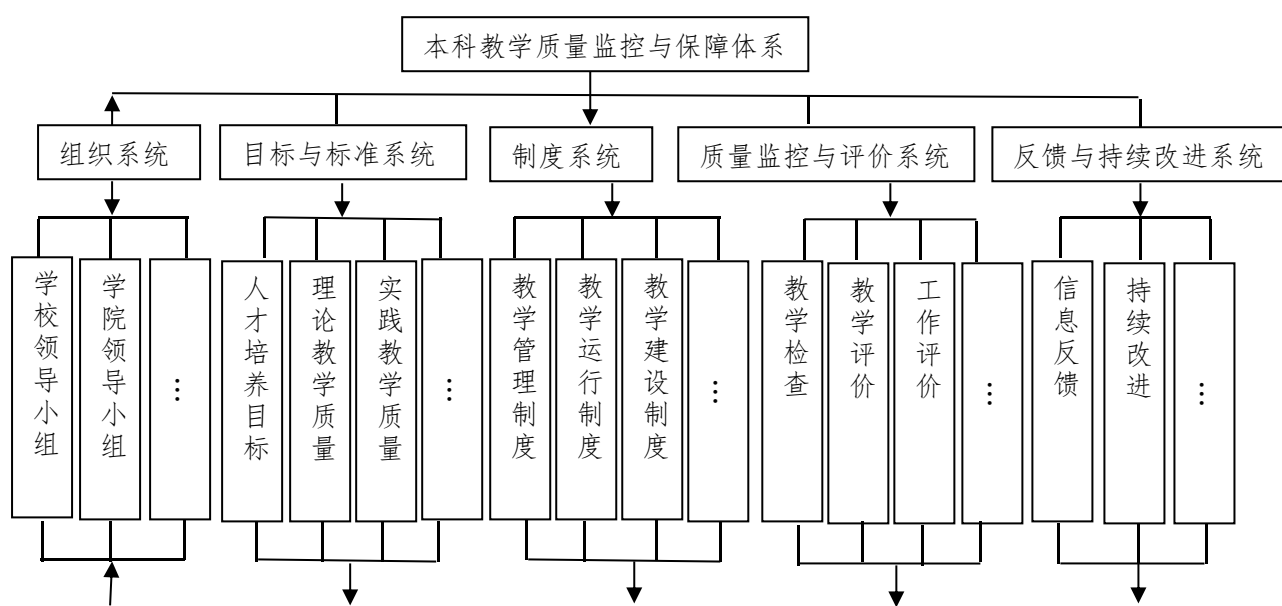 本科教学质量监控与保障体系
组织系统
目标与标准系统
制度系统
质量监控与评价系统
反馈与持续改进系统
学校领导小组
学院领导小组
…
人才培养目标
理论教学质量
实践教学质量
…
教学管理制度
教学运行制度
教学建设制度
…
教学检查
教学评价
工作评价
…
信息反馈
持续改进
…